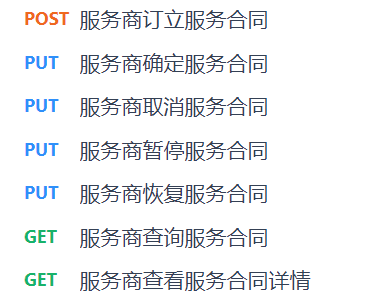 POST 服务商订立服务合同
PUT 服务商确定服务合同
PUT 服务商取消服务合同
PUT 服务商暂停服务合同
PUT 服务商恢复服务合同
GET 服务商查询服务合同
GET 服务商查看服务合同详情